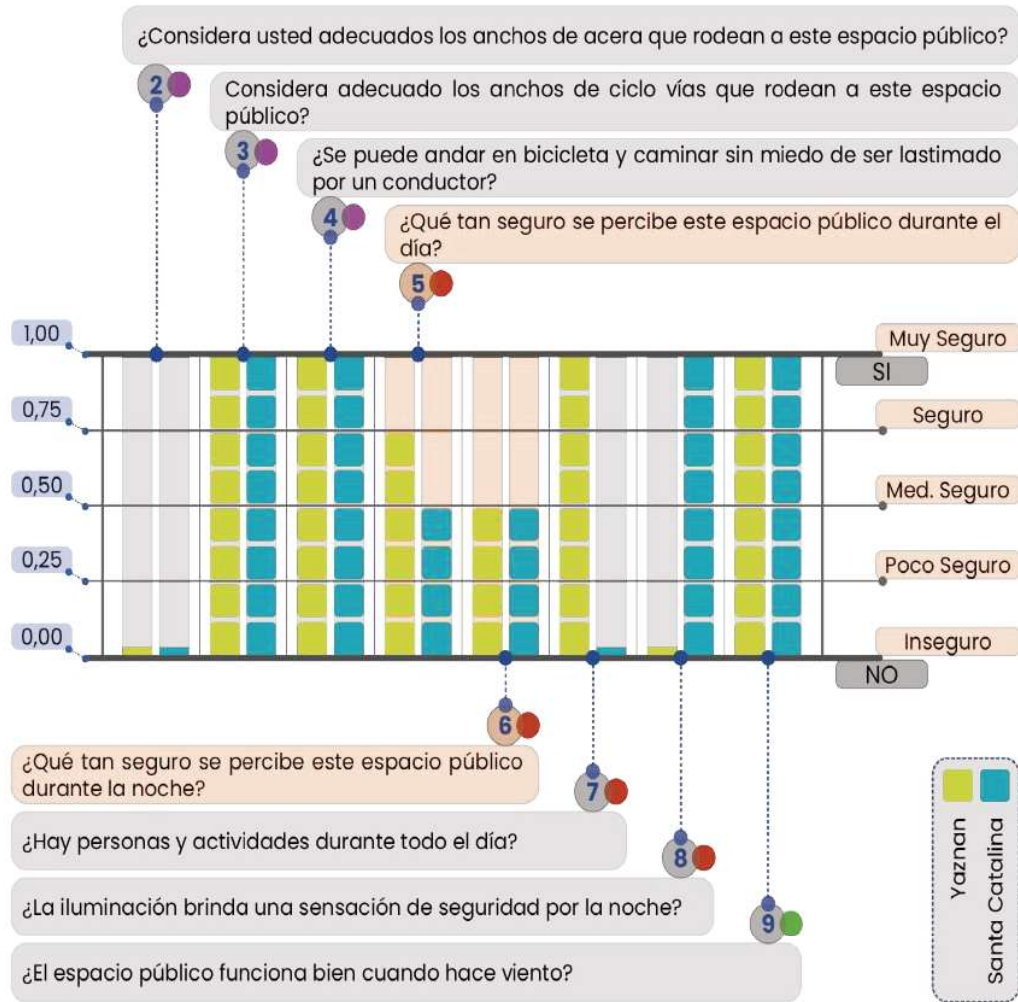 ¿Considera usted adecuados los anchos de acera que rodean a este espacio público?
2
Considera adecuado los anchos de ciclo vías que rodean a este espacio
público?
3
¿Se puede andar en bicicleta y caminar sin miedo de ser lastimado
por un conductor?
4
¿Qué tan seguro se percibe este espacio público durante el
día?
5
1,00
Muy Seguro
SI
0,75
Seguro
0,50
Med. Seguro
0,25
Poco Seguro
0,00
Inseguro
NO
6
¿Qué tan seguro se percibe este espacio público
durante la noche?
7
¿Hay personas y actividades durante todo el día?
8
¿La iluminación brinda una sensación de seguridad por la noche?
9
¿El espacio público funciona bien cuando hace viento?
Yaznan
Santa Catalina